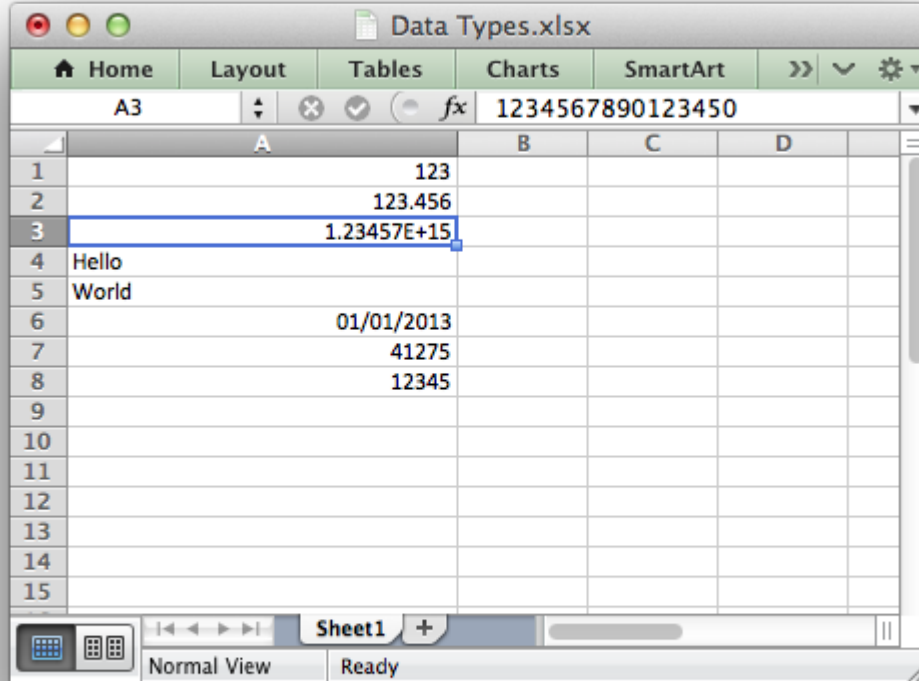 Data Types.xlsx
Home Layout Tables Charts SmartArt
A3 fx 1234567890123450
A B C D
1 123
2 123.456
3 1.23457E+15
4 Hello
5 World
6 01/01/2013
7 41275
8 12345
9
10
11
12
13
14
15
Sheet1
Normal View Ready